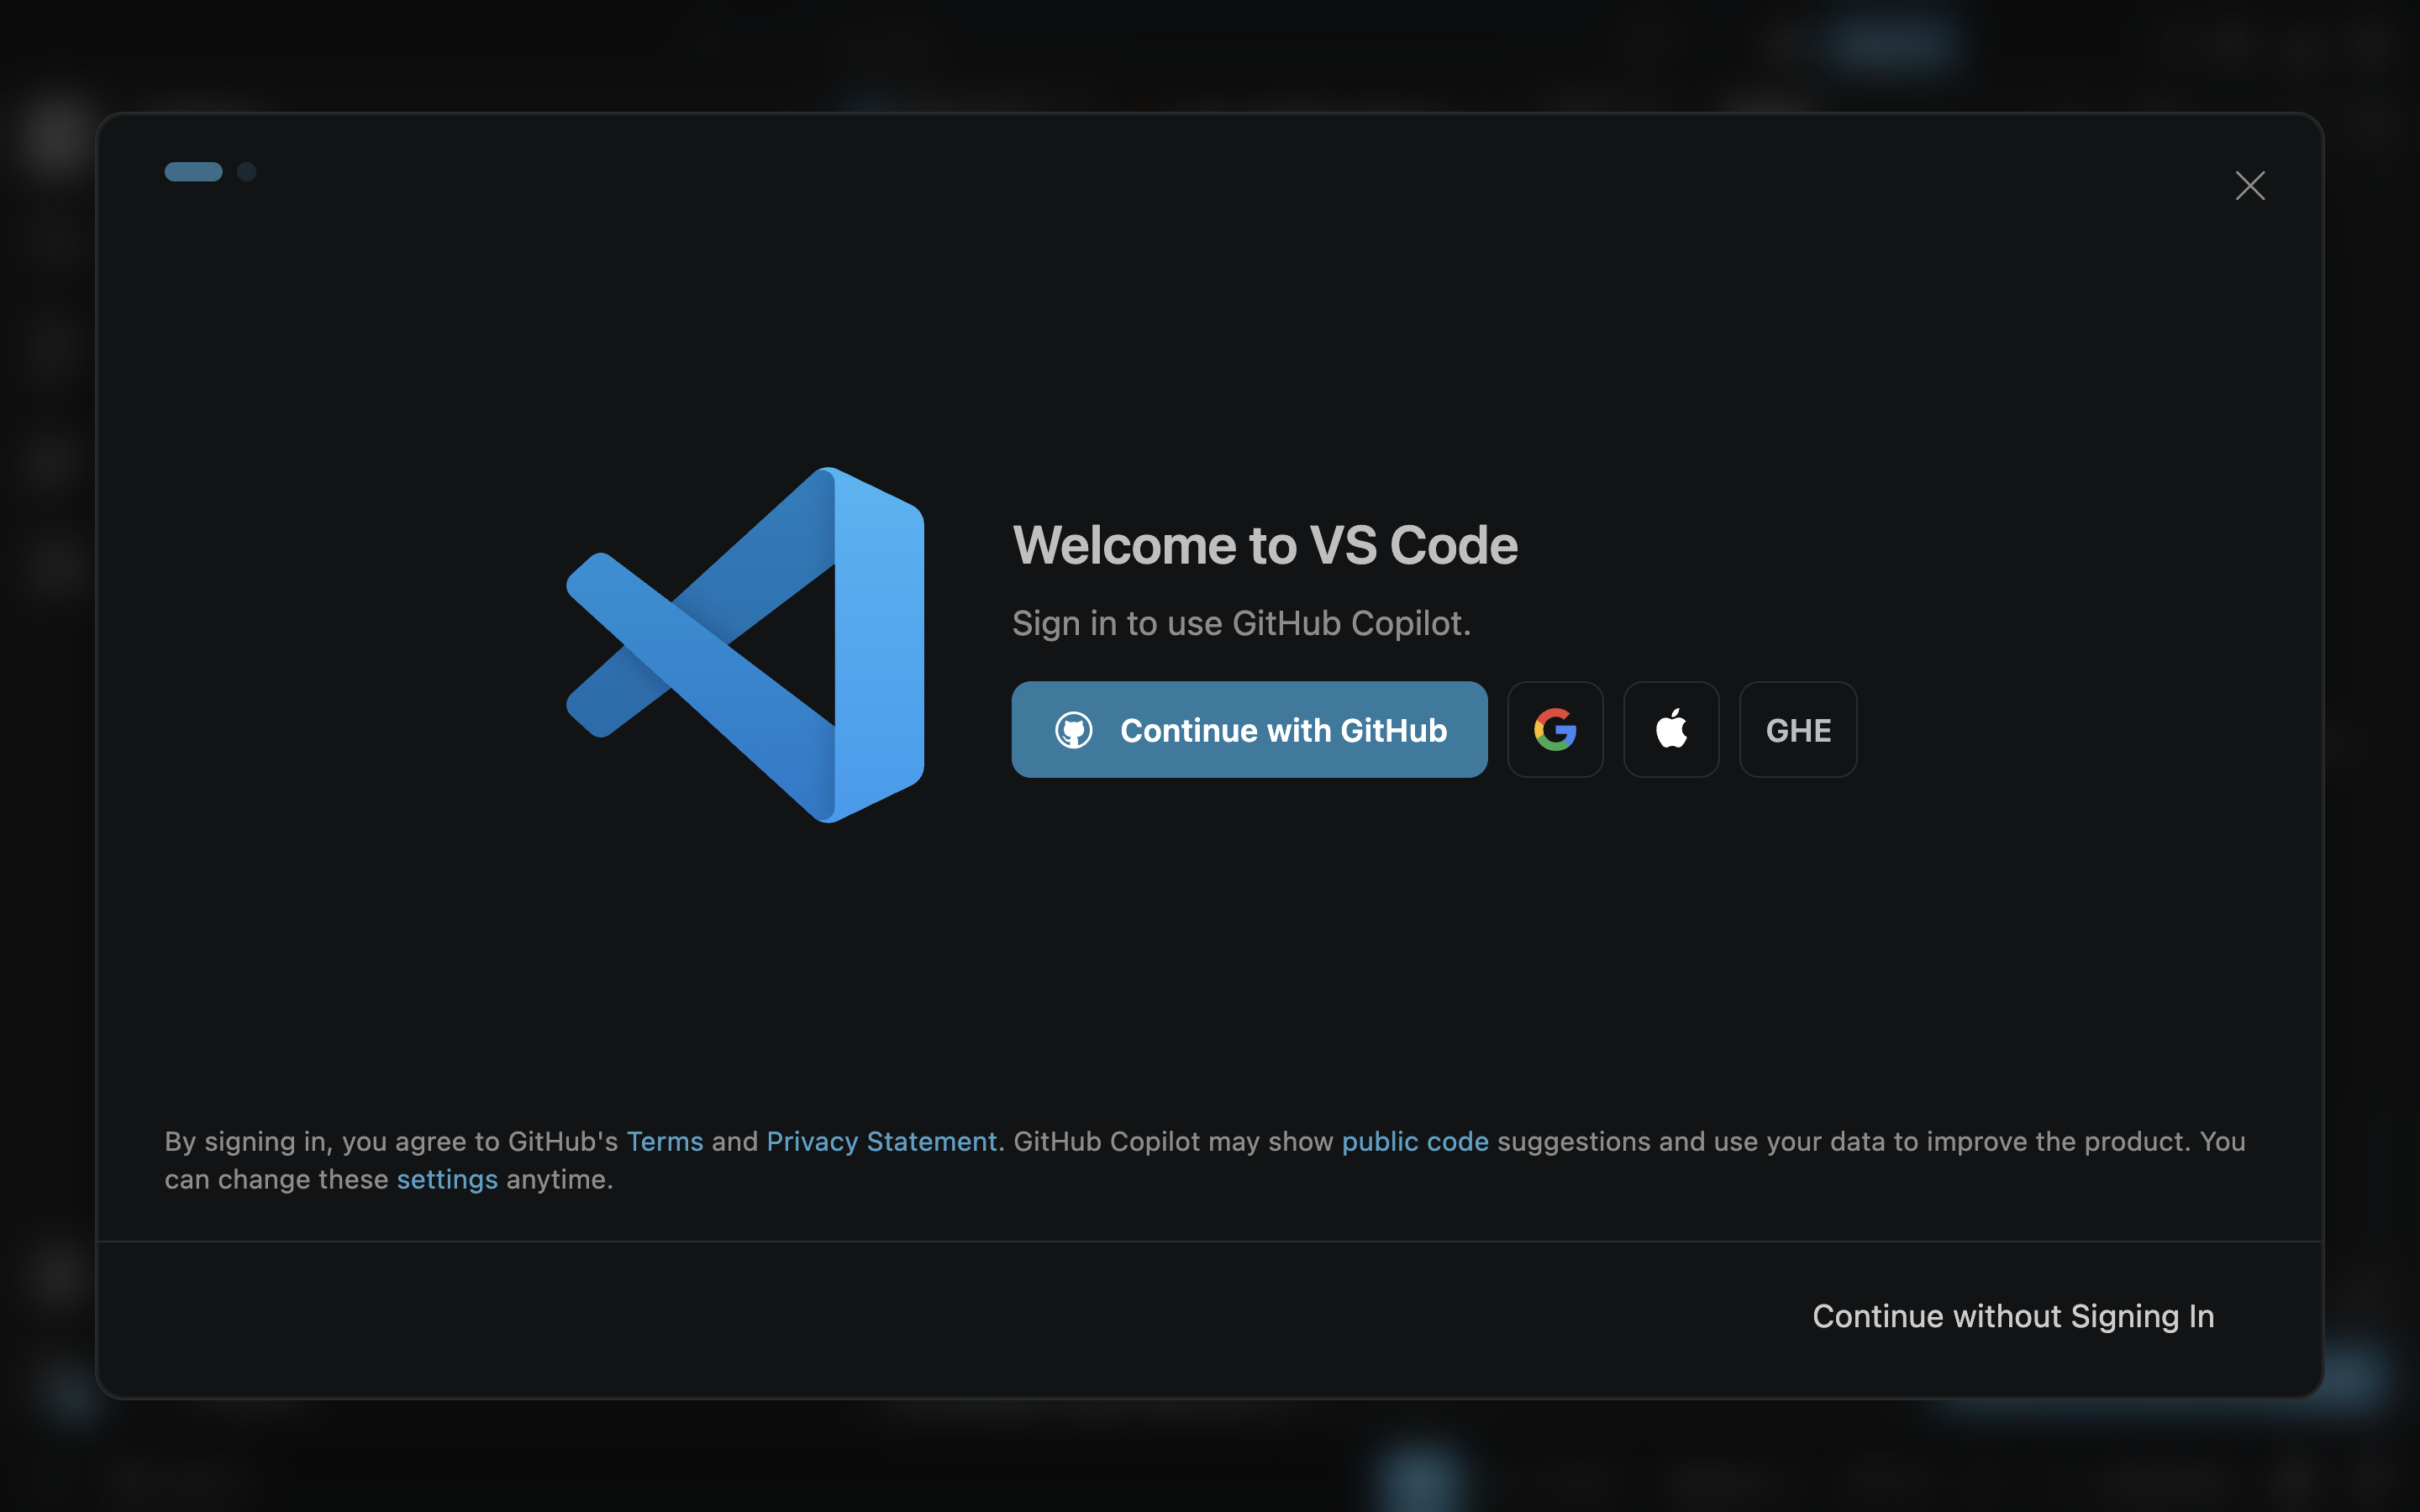 Welcome to VS Code
Sign in to use GitHub Copilot.
Continue with GitHub
GHE
By signing in, you agree to GitHub's Terms and Privacy Statement. GitHub Copilot may show public code suggestions and use your data to improve the product. You
can change these settings anytime.
Continue without Signing In